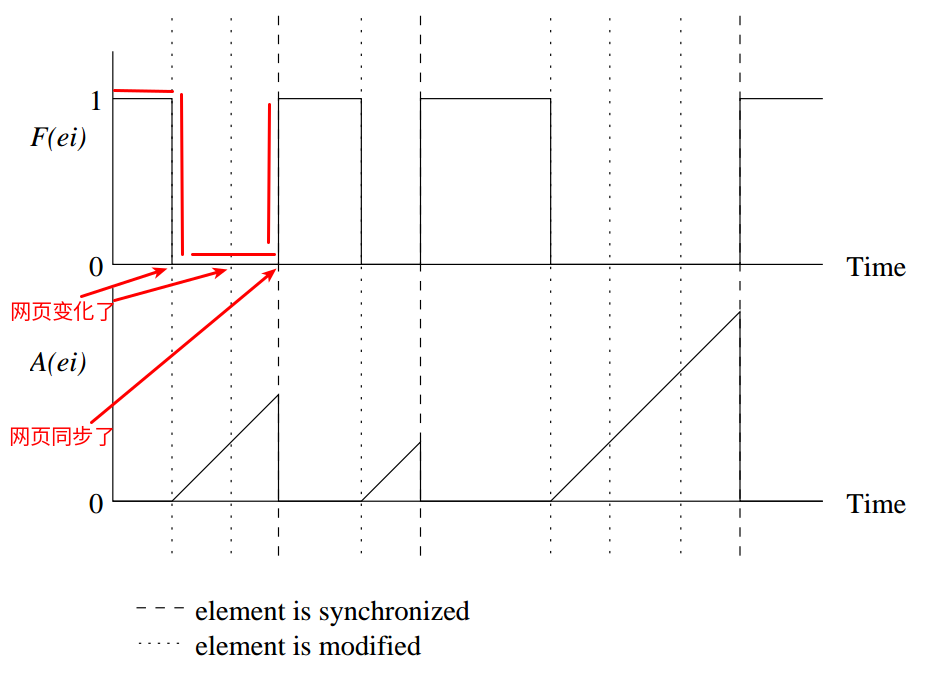 1
F(ei)
0
Time
网页变化了
A(ei)
网页同步了
0
Time
element is synchronized
element is modified